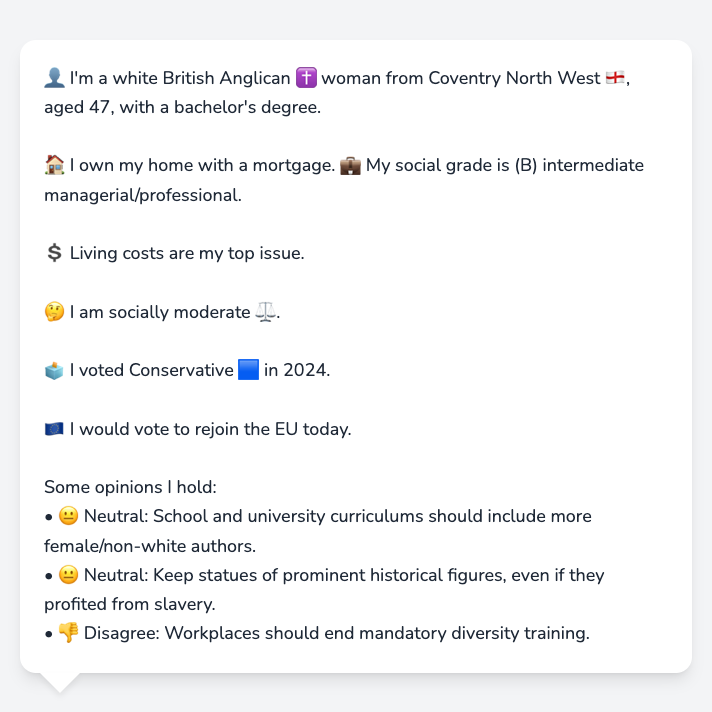 👤 I'm a white British Anglican ✝️ woman from Coventry North West 🏴󠁧󠁢󠁥󠁮󠁧󠁿,
aged 47, with a bachelor's degree.
🏠 I own my home with a mortgage. 💼 My social grade is (B) intermediate
managerial/professional.
💲 Living costs are my top issue.
🤔 I am socially moderate ⚖️.
🗳️ I voted Conservative 🟦 in 2024.
🇪🇺 I would vote to rejoin the EU today.
Some opinions I hold:
• 😐 Neutral: School and university curriculums should include more
female/non-white authors.
• 😐 Neutral: Keep statues of prominent historical figures, even if they
profited from slavery.
• 👎 Disagree: Workplaces should end mandatory diversity training.